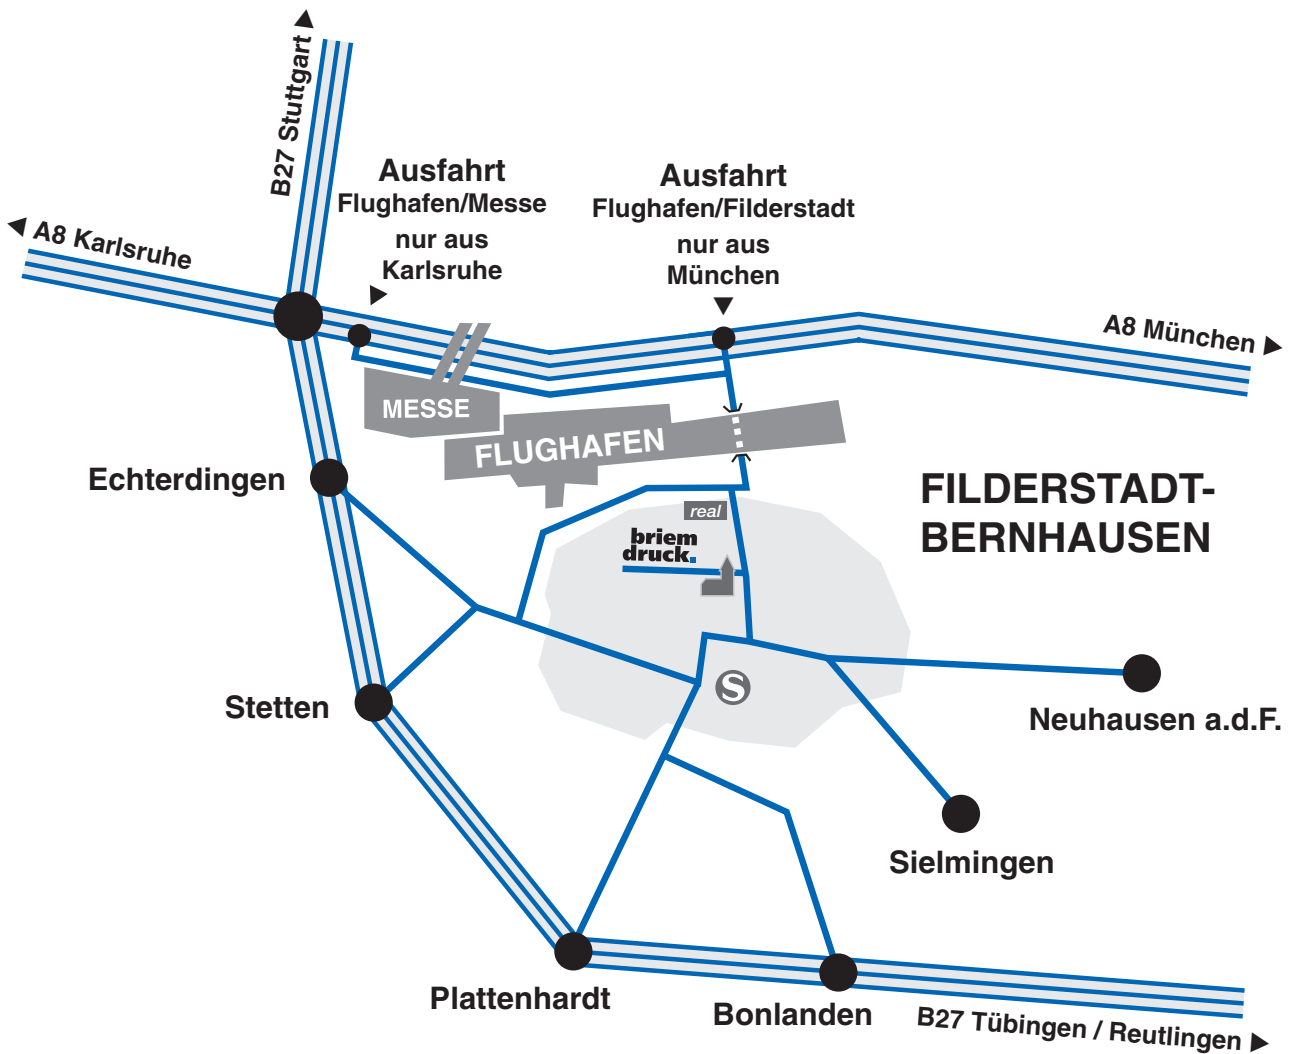 B27 Stuttgart
Ausfahrt
Flughafen/Messe
nur aus
Karlsruhe
Ausfahrt
Flughafen/Filderstadt
nur aus
München
A8 Karlsruhe
A8 München
MESSE
FLUGHAFEN
Echterdingen
FILDERSTADT-
BERNHAUSEN
real
briem
druck.
Stetten
S
Neuhausen a.d.F.
Sielmingen
Plattenhardt
Bonlanden
B27 Tübingen / Reutlingen